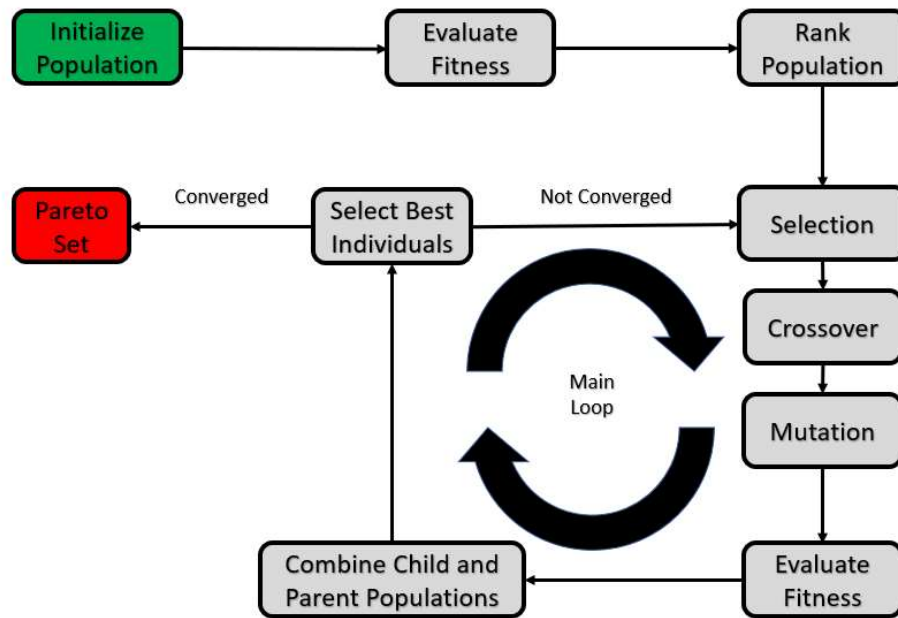 Initialize
Population
Evaluate
Fitness
Rank
Population
Pareto
Set
Converged
Select Best
Individuals
Not Converged
Selection
Crossover
Main
Loop
Mutation
Combine Child and
Parent Populations
Evaluate
Fitness